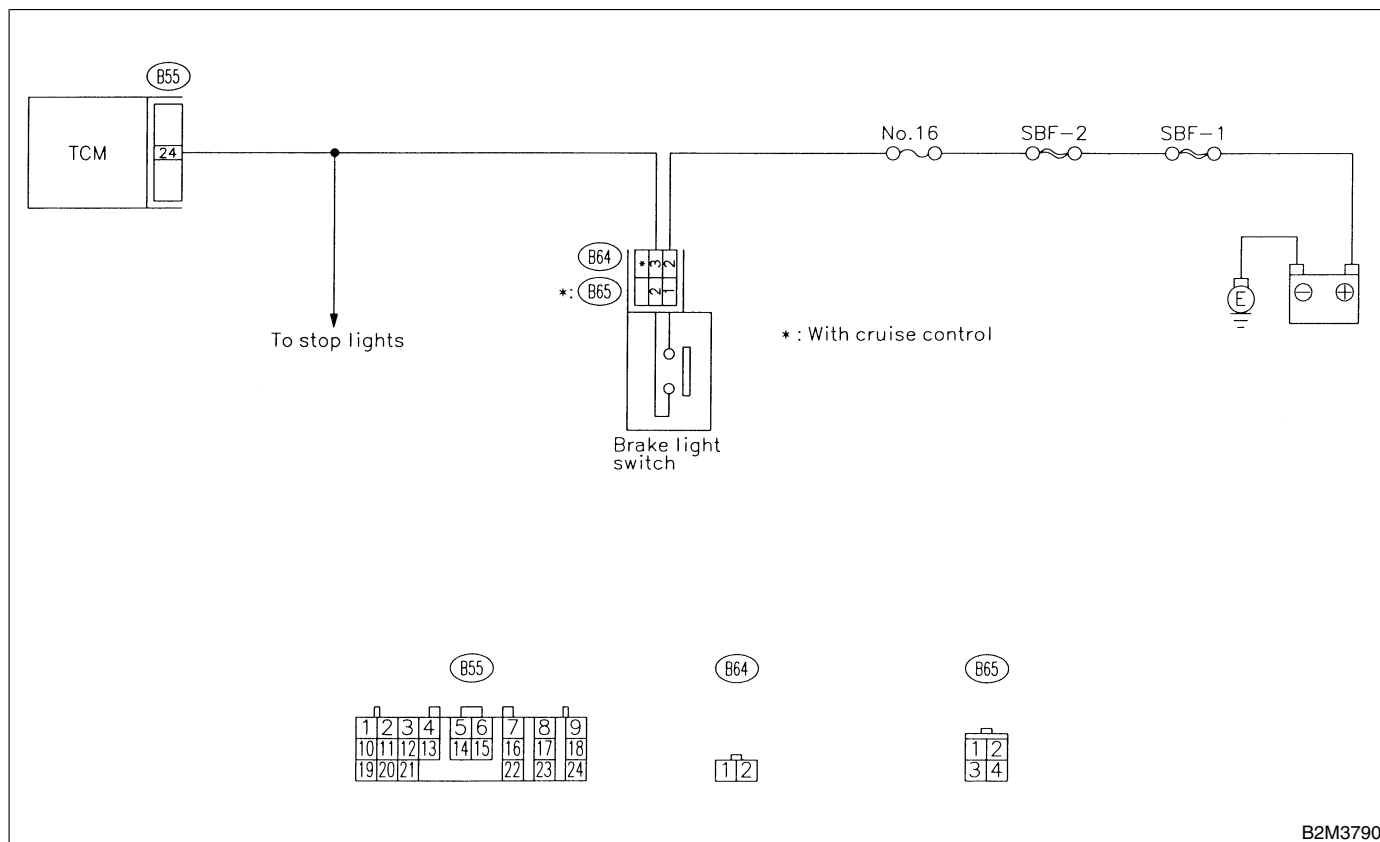 B55
TCM
24
No.16
SBF-2
SBF-1
B64
* 3 2
*: B65
2 1
E
⊖ ⊕
To stop lights
* : With cruise control
Brake light
switch
B55
B64
B65
1 2 3 4 5 6 7 8 9
10 11 12 13 14 15 16 17 18
19 20 21 22 23 24
1 2
1 2
3 4
B2M3790